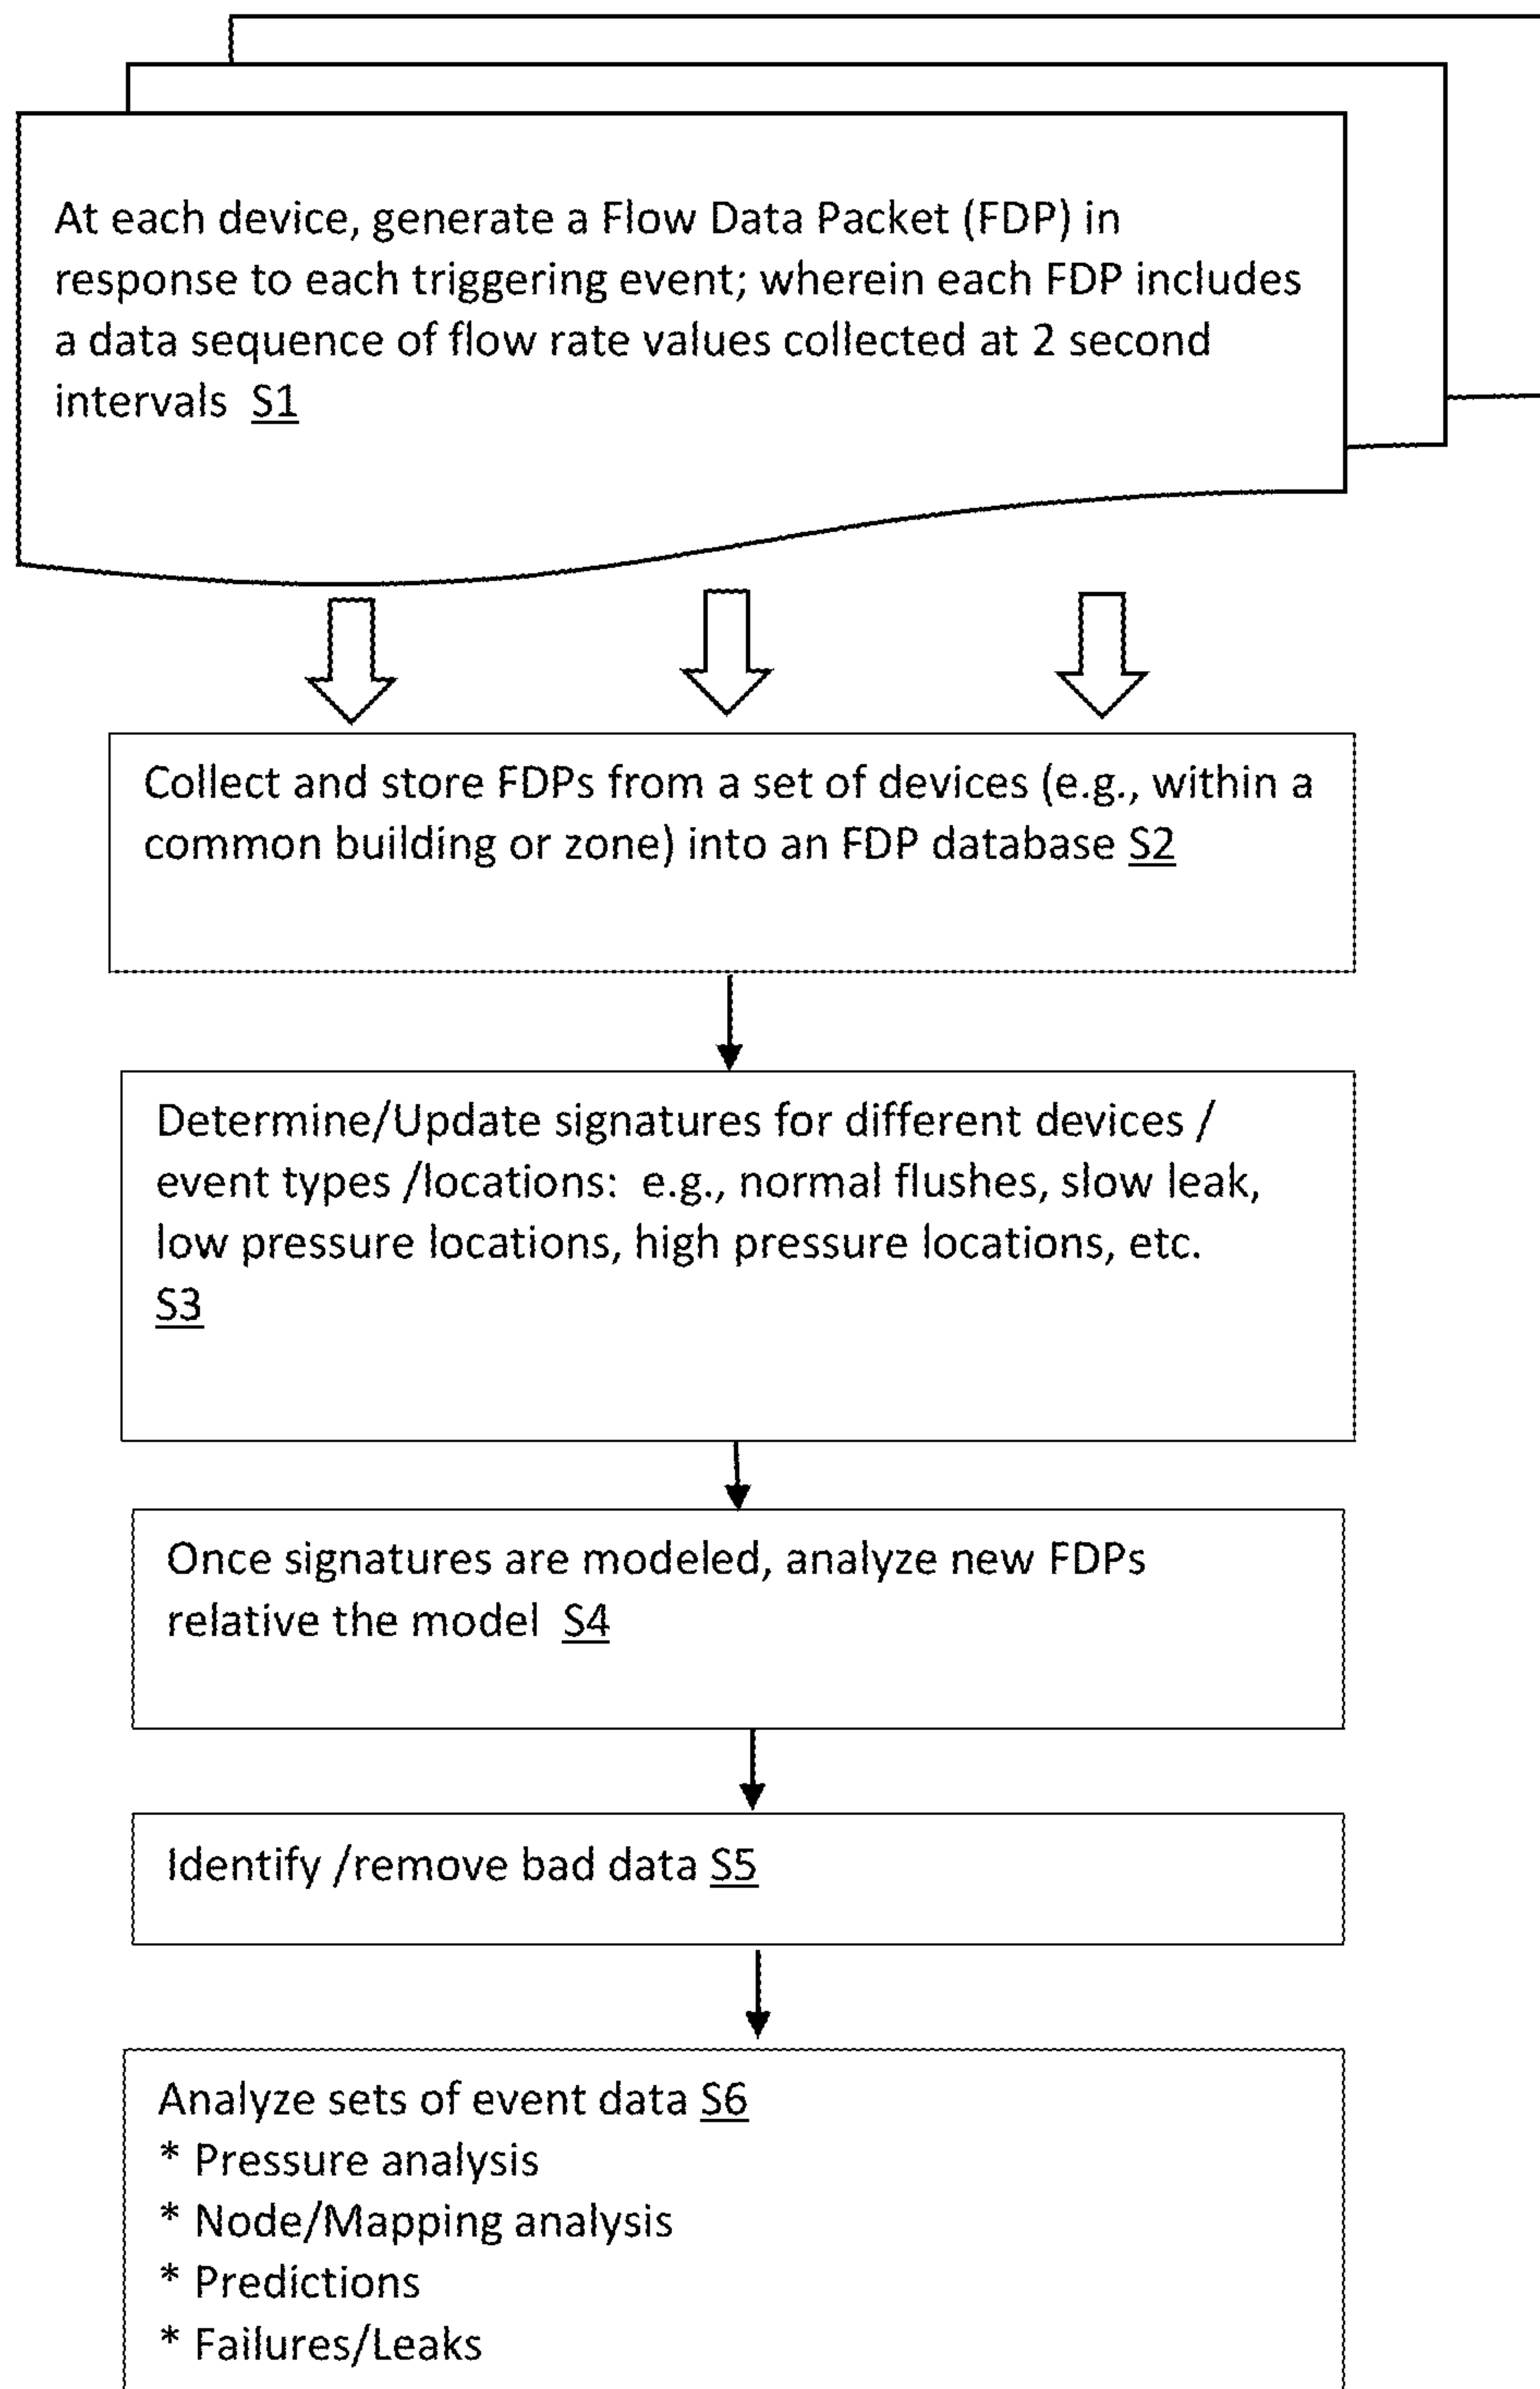 At each device, generate a Flow Data Packet (FDP) in
response to each triggering event; wherein each FDP includes
a data sequence of flow rate values collected at 2 second
intervals S1
Collect and store FDPs from a set of devices (e.g., within a
common building or zone) into an FDP database S2
Determine/Update signatures for different devices /
event types /locations: e.g., normal flushes, slow leak,
low pressure locations, high pressure locations, etc.
S3
Once signatures are modeled, analyze new FDPs
relative the model S4
Identify /remove bad data S5
Analyze sets of event data S6
* Pressure analysis
* Node/Mapping analysis
* Predictions
* Failures/Leaks